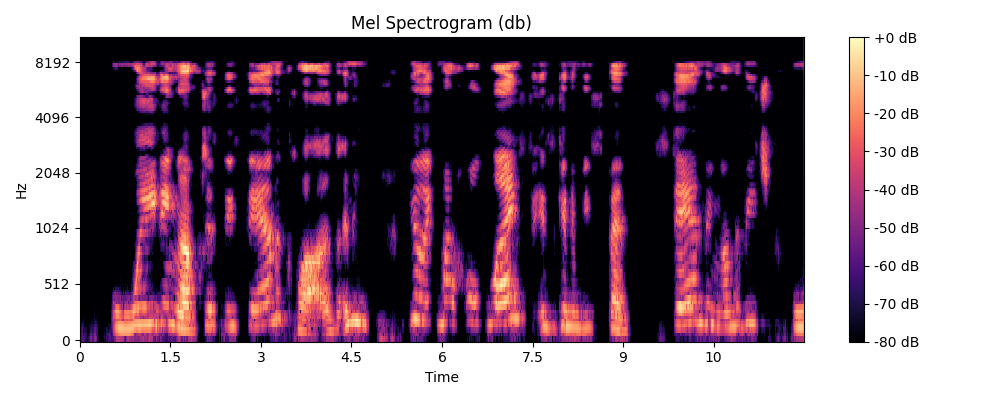 Mel Spectrogram (db)
8192
4096
2048
1024
512
0
Hz
0 1.5 3 4.5 6 7.5 9 10
Time
+0 dB
-10 dB
-20 dB
-30 dB
-40 dB
-50 dB
-60 dB
-70 dB
-80 dB